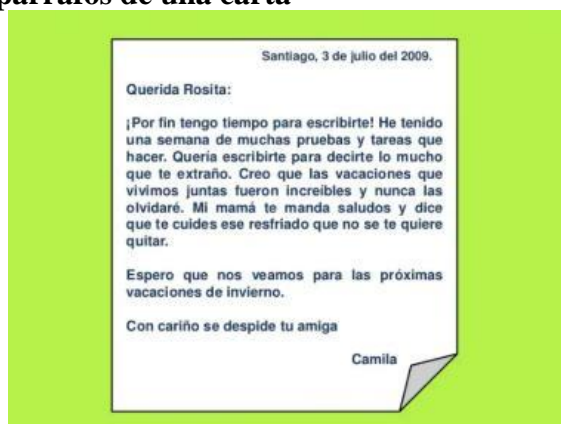 párrafos de una carta
Santiago, 3 de julio del 2009.
Querida Rosita:
¡Por fin tengo tiempo para escribirte! He tenido
una semana de muchas pruebas y tareas que
hacer. Quería escribirte para decirte lo mucho
que te extraño. Creo que las vacaciones que
vivimos juntas fueron increíbles y nunca las
olvidaré. Mi mamá te manda saludos y dice
que te cuides ese resfriado que no se te quiere
quitar.
Espero que nos veamos para las próximas
vacaciones de invierno.
Con cariño se despide tu amiga
Camila